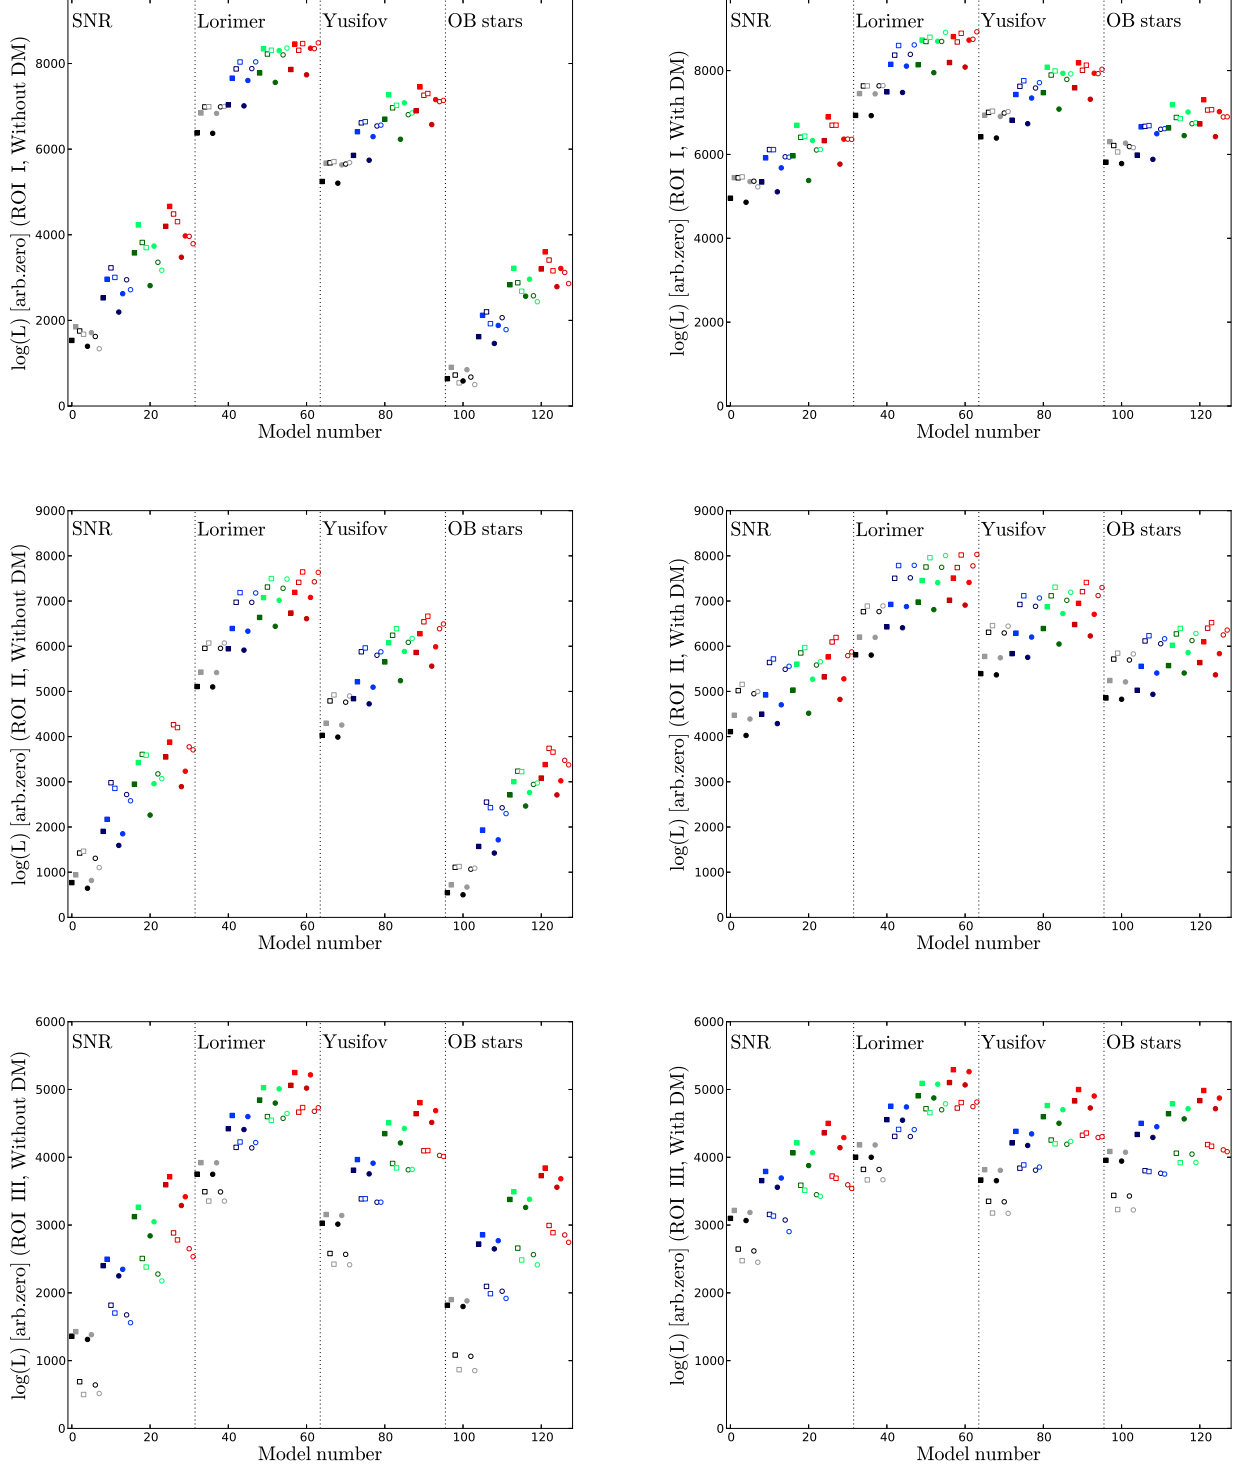 SNR Lorimer Yusifov OB stars
8000
6000
4000
2000
0
0 20 40 60 80 100 120
Model number
log(L) [arb.zero] (ROI I, Without DM)
SNR Lorimer Yusifov OB stars
8000
6000
4000
2000
0
0 20 40 60 80 100 120
Model number
log(L) [arb.zero] (ROI I, With DM)
SNR Lorimer Yusifov OB stars
9000
8000
7000
6000
5000
4000
3000
2000
1000
0
0 20 40 60 80 100 120
Model number
log(L) [arb.zero] (ROI II, Without DM)
SNR Lorimer Yusifov OB stars
9000
8000
7000
6000
5000
4000
3000
2000
1000
0
0 20 40 60 80 100 120
Model number
log(L) [arb.zero] (ROI II, With DM)
SNR Lorimer Yusifov OB stars
6000
5000
4000
3000
2000
1000
0
0 20 40 60 80 100 120
Model number
log(L) [arb.zero] (ROI III, Without DM)
SNR Lorimer Yusifov OB stars
6000
5000
4000
3000
2000
1000
0
0 20 40 60 80 100 120
Model number
log(L) [arb.zero] (ROI III, With DM)